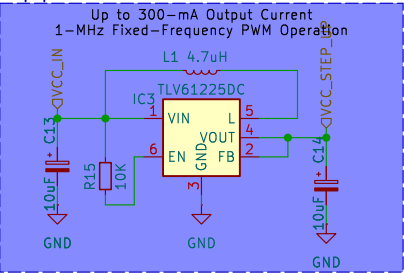 Up to 300-mA Output Current
1-MHz Fixed-Frequency PWM Operation
VCC_IN
VCC_STEP_UP
L1 4.7uH
IC3
TLV61225DC
1
VIN
L
5
VOUT
4
6
EN
FB
2
GND
3
C13
10uF
R15
10K
C14
10uF
GND
GND
GND